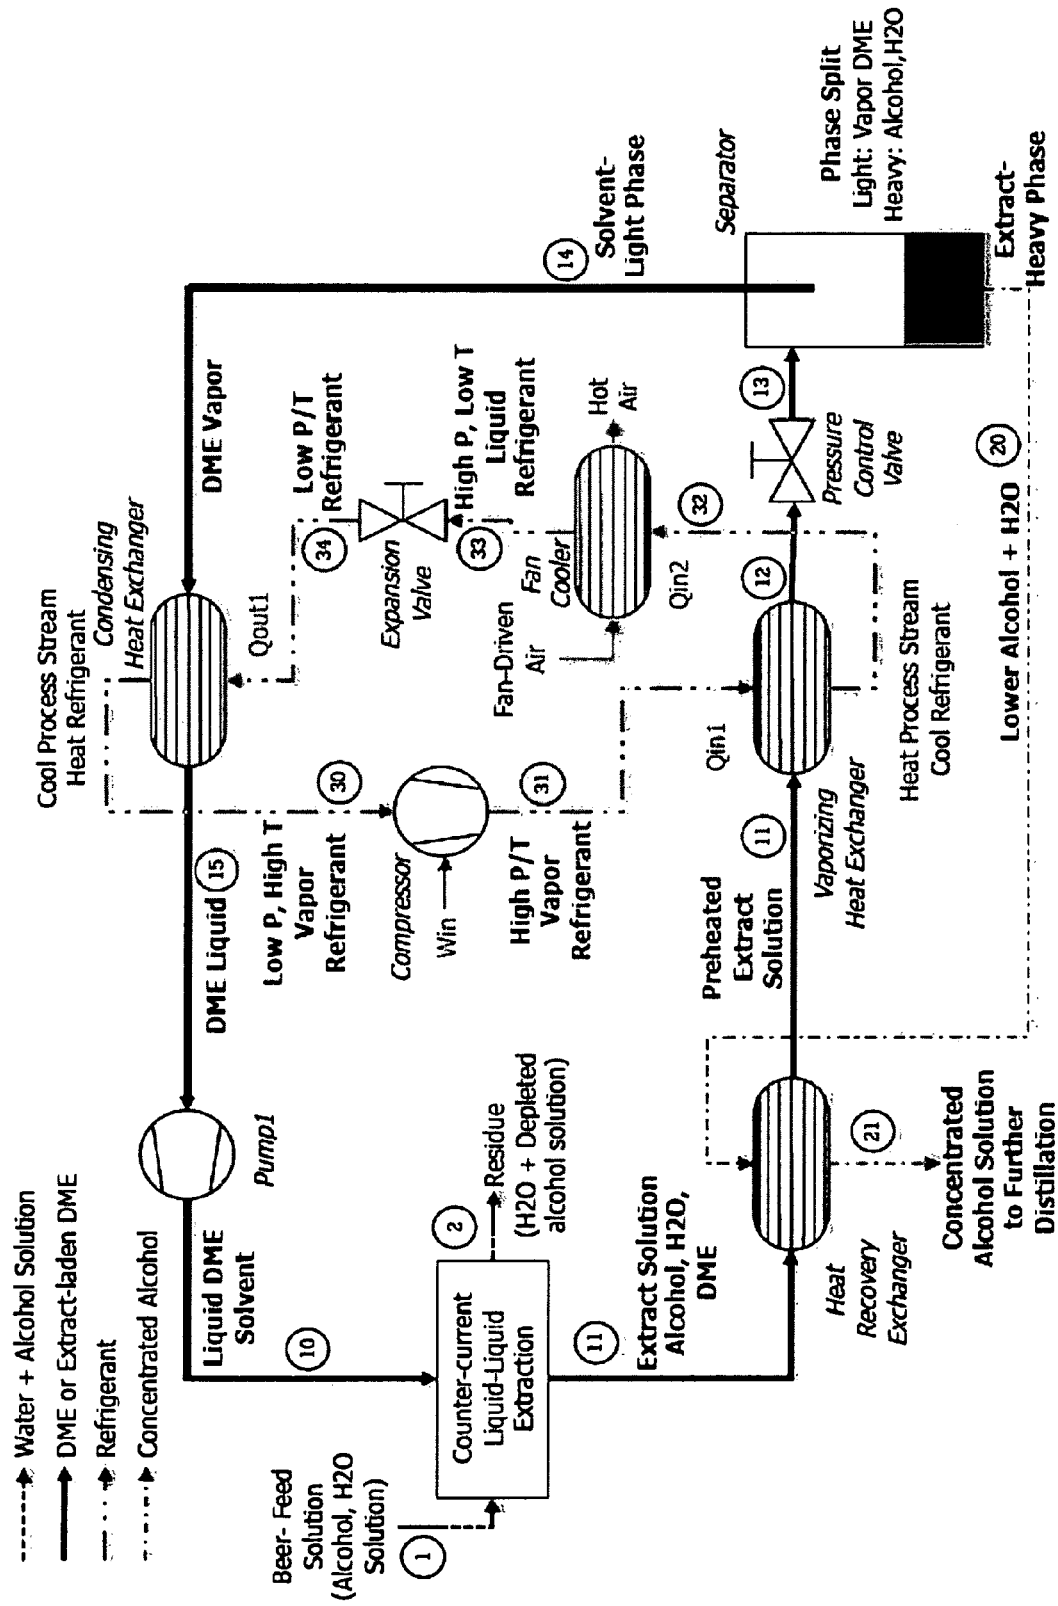 Water + Alcohol Solution
DME or Extract-laden DME
Refrigerant
Concentrated Alcohol
Cool Process Stream
Heat Refrigerant
Condensing
Heat Exchanger
DME Vapor
DME Liquid
15
Pump1
Liquid DME
Solvent
10
Qout1
Low P/T
Refrigerant
34
Expansion
Valve
33
High P, Low T
Liquid
Refrigerant
14
Solvent-
Light Phase
Low P, High T
Vapor
Refrigerant
30
Compressor
Win
31
High P/T
Vapor
Refrigerant
Fan-Driven
Air
Fan
Cooler
Hot
Air
Qin2
32
Beer- Feed
Solution
(Alcohol, H2O
Solution)
1
Counter-current
Liquid-Liquid
Extraction
2
Residue
(H2O + Depleted
alcohol solution)
11
Extract Solution
Alcohol, H2O,
DME
Heat
Recovery
Exchanger
21
Concentrated
Alcohol Solution
to Further
Distillation
Preheated
Extract
Solution
11
Vaporizing
Heat Exchanger
Qin1
Heat Process Stream
Cool Refrigerant
12
Pressure
Control
Valve
13
Separator
Phase Split
Light: Vapor DME
Heavy: Alcohol,H2O
Extract-
Heavy Phase
20
Lower Alcohol + H2O